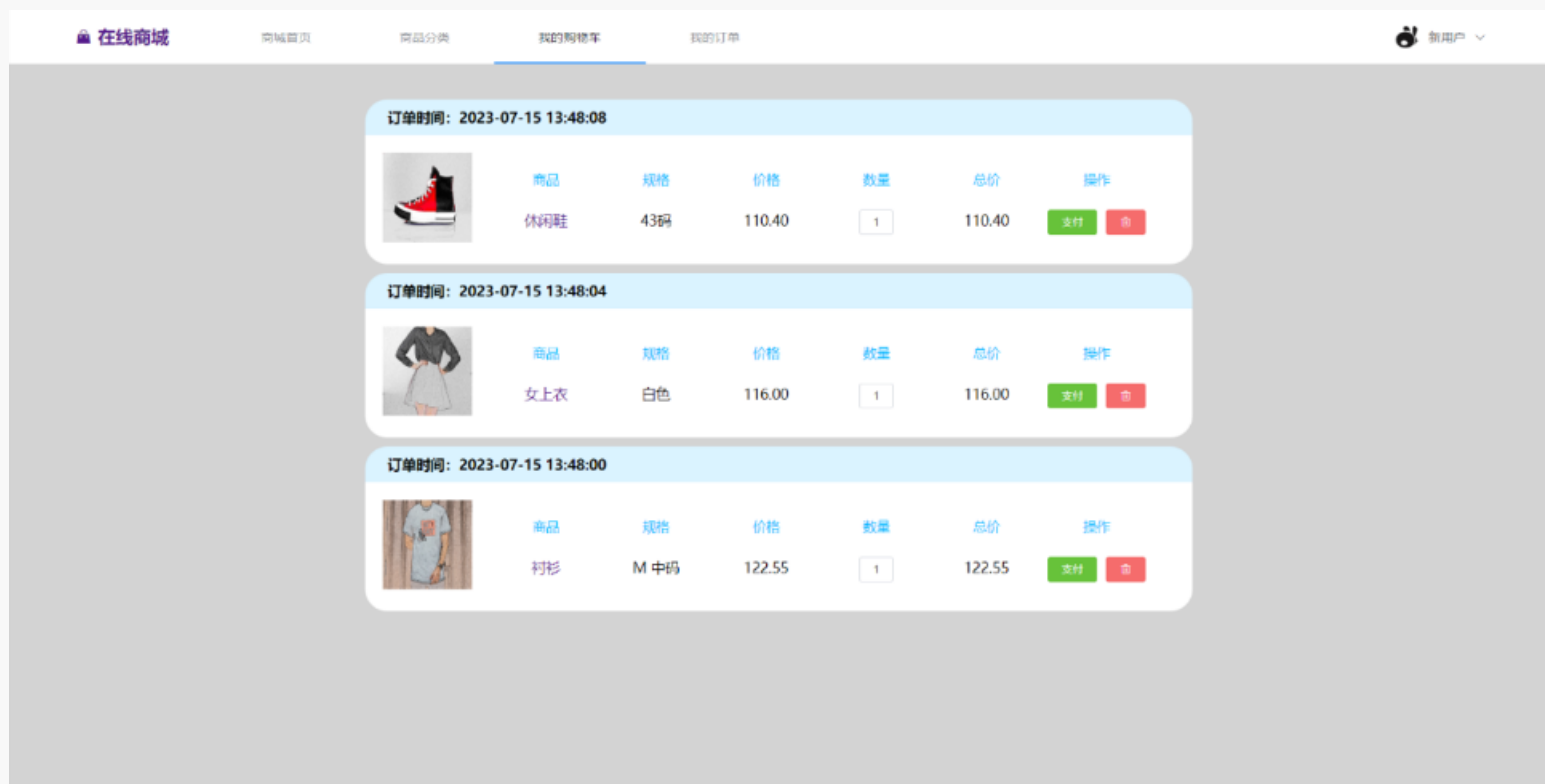 在线商城 商城首页 商品分类 我的购物车 我的订单 新用户
订单时间：2023-07-15 13:48:08
商品 规格 价格 数量 总价 操作
休闲鞋 43码 110.40 1 110.40 支付
订单时间：2023-07-15 13:48:04
商品 规格 价格 数量 总价 操作
女上衣 白色 116.00 1 116.00 支付
订单时间：2023-07-15 13:48:00
商品 规格 价格 数量 总价 操作
衬衫 M 中码 122.55 1 122.55 支付